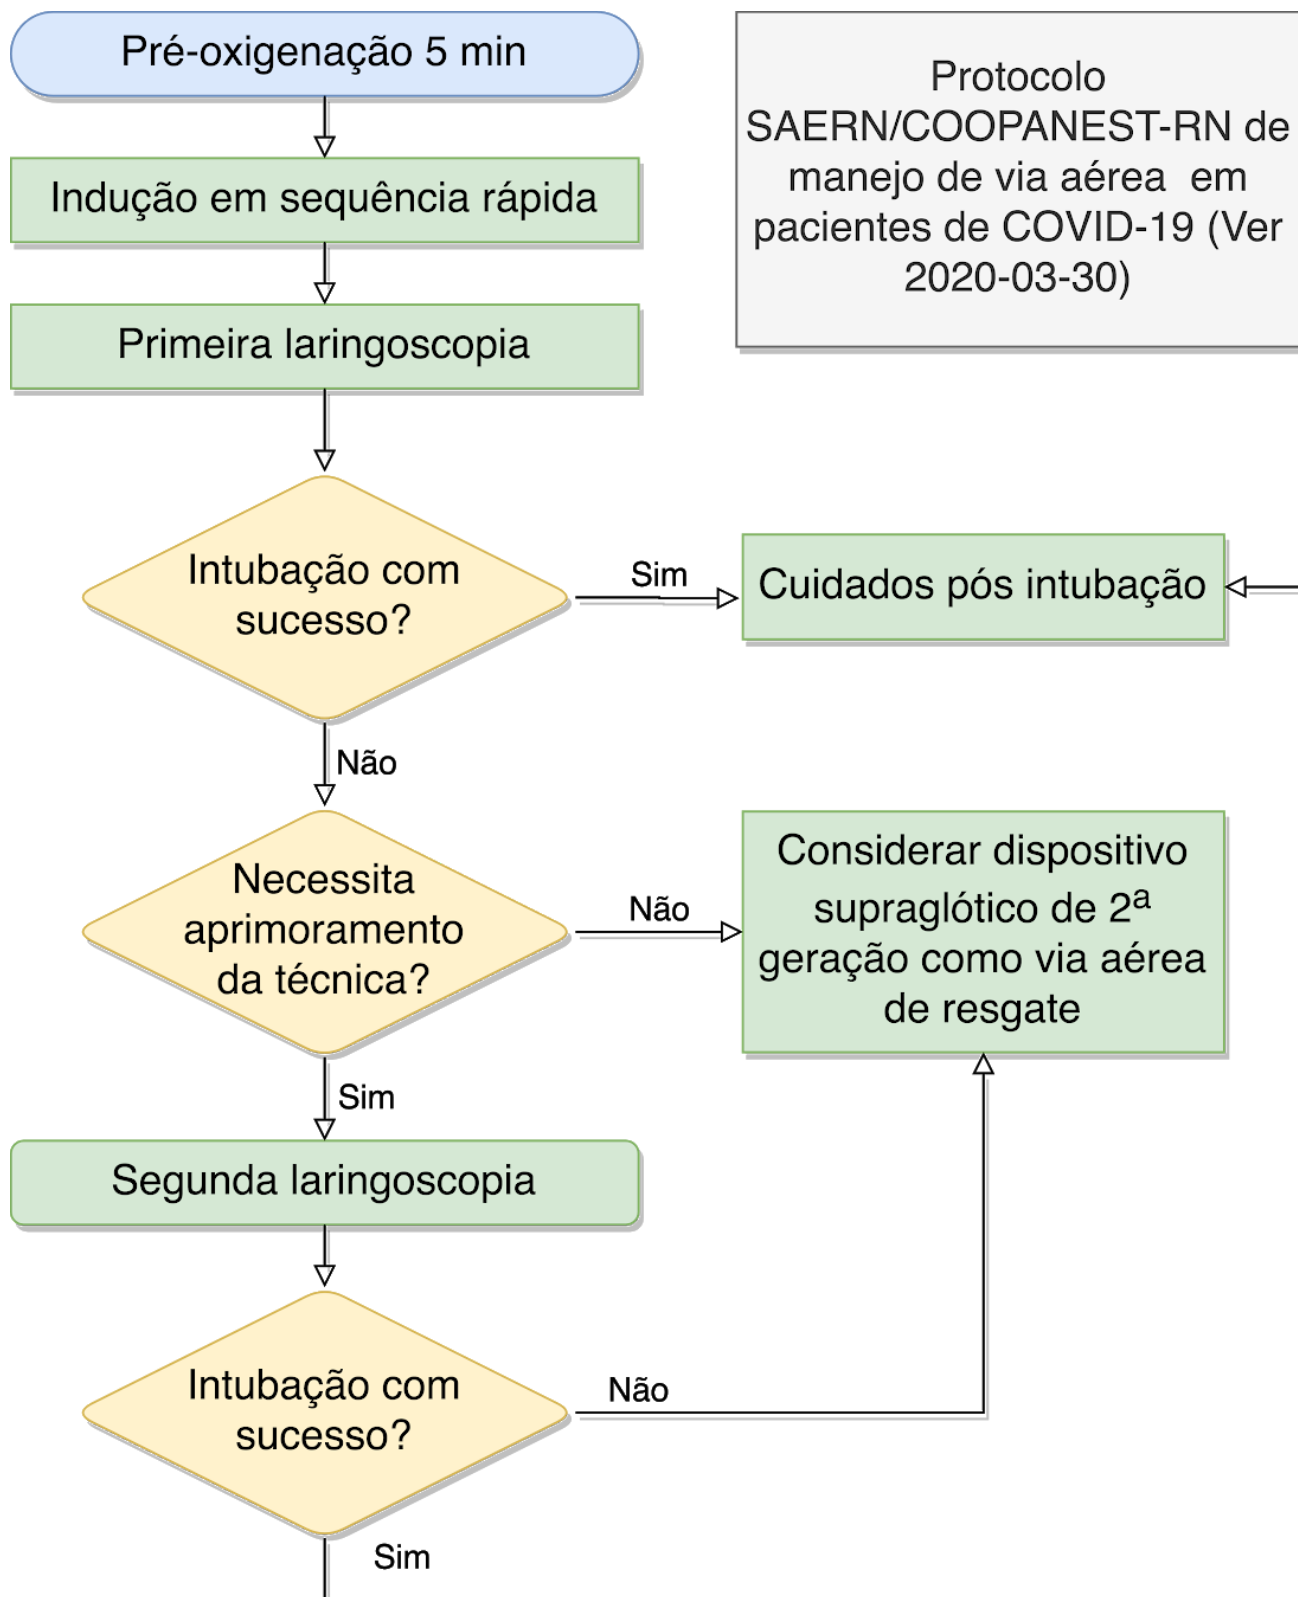 Pré-oxigenação 5 min
Protocolo
SAERN/COOPANEST-RN de
manejo de via aérea em
pacientes de COVID-19 (Ver
2020-03-30)
Indução em sequência rápida
Primeira laringoscopia
Intubação com
sucesso?
Sim
Cuidados pós intubação
Não
Necessita
aprimoramento
da técnica?
Não
Considerar dispositivo
supraglótico de 2ª
geração como via aérea
de resgate
Sim
Segunda laringoscopia
Intubação com
sucesso?
Não
Sim